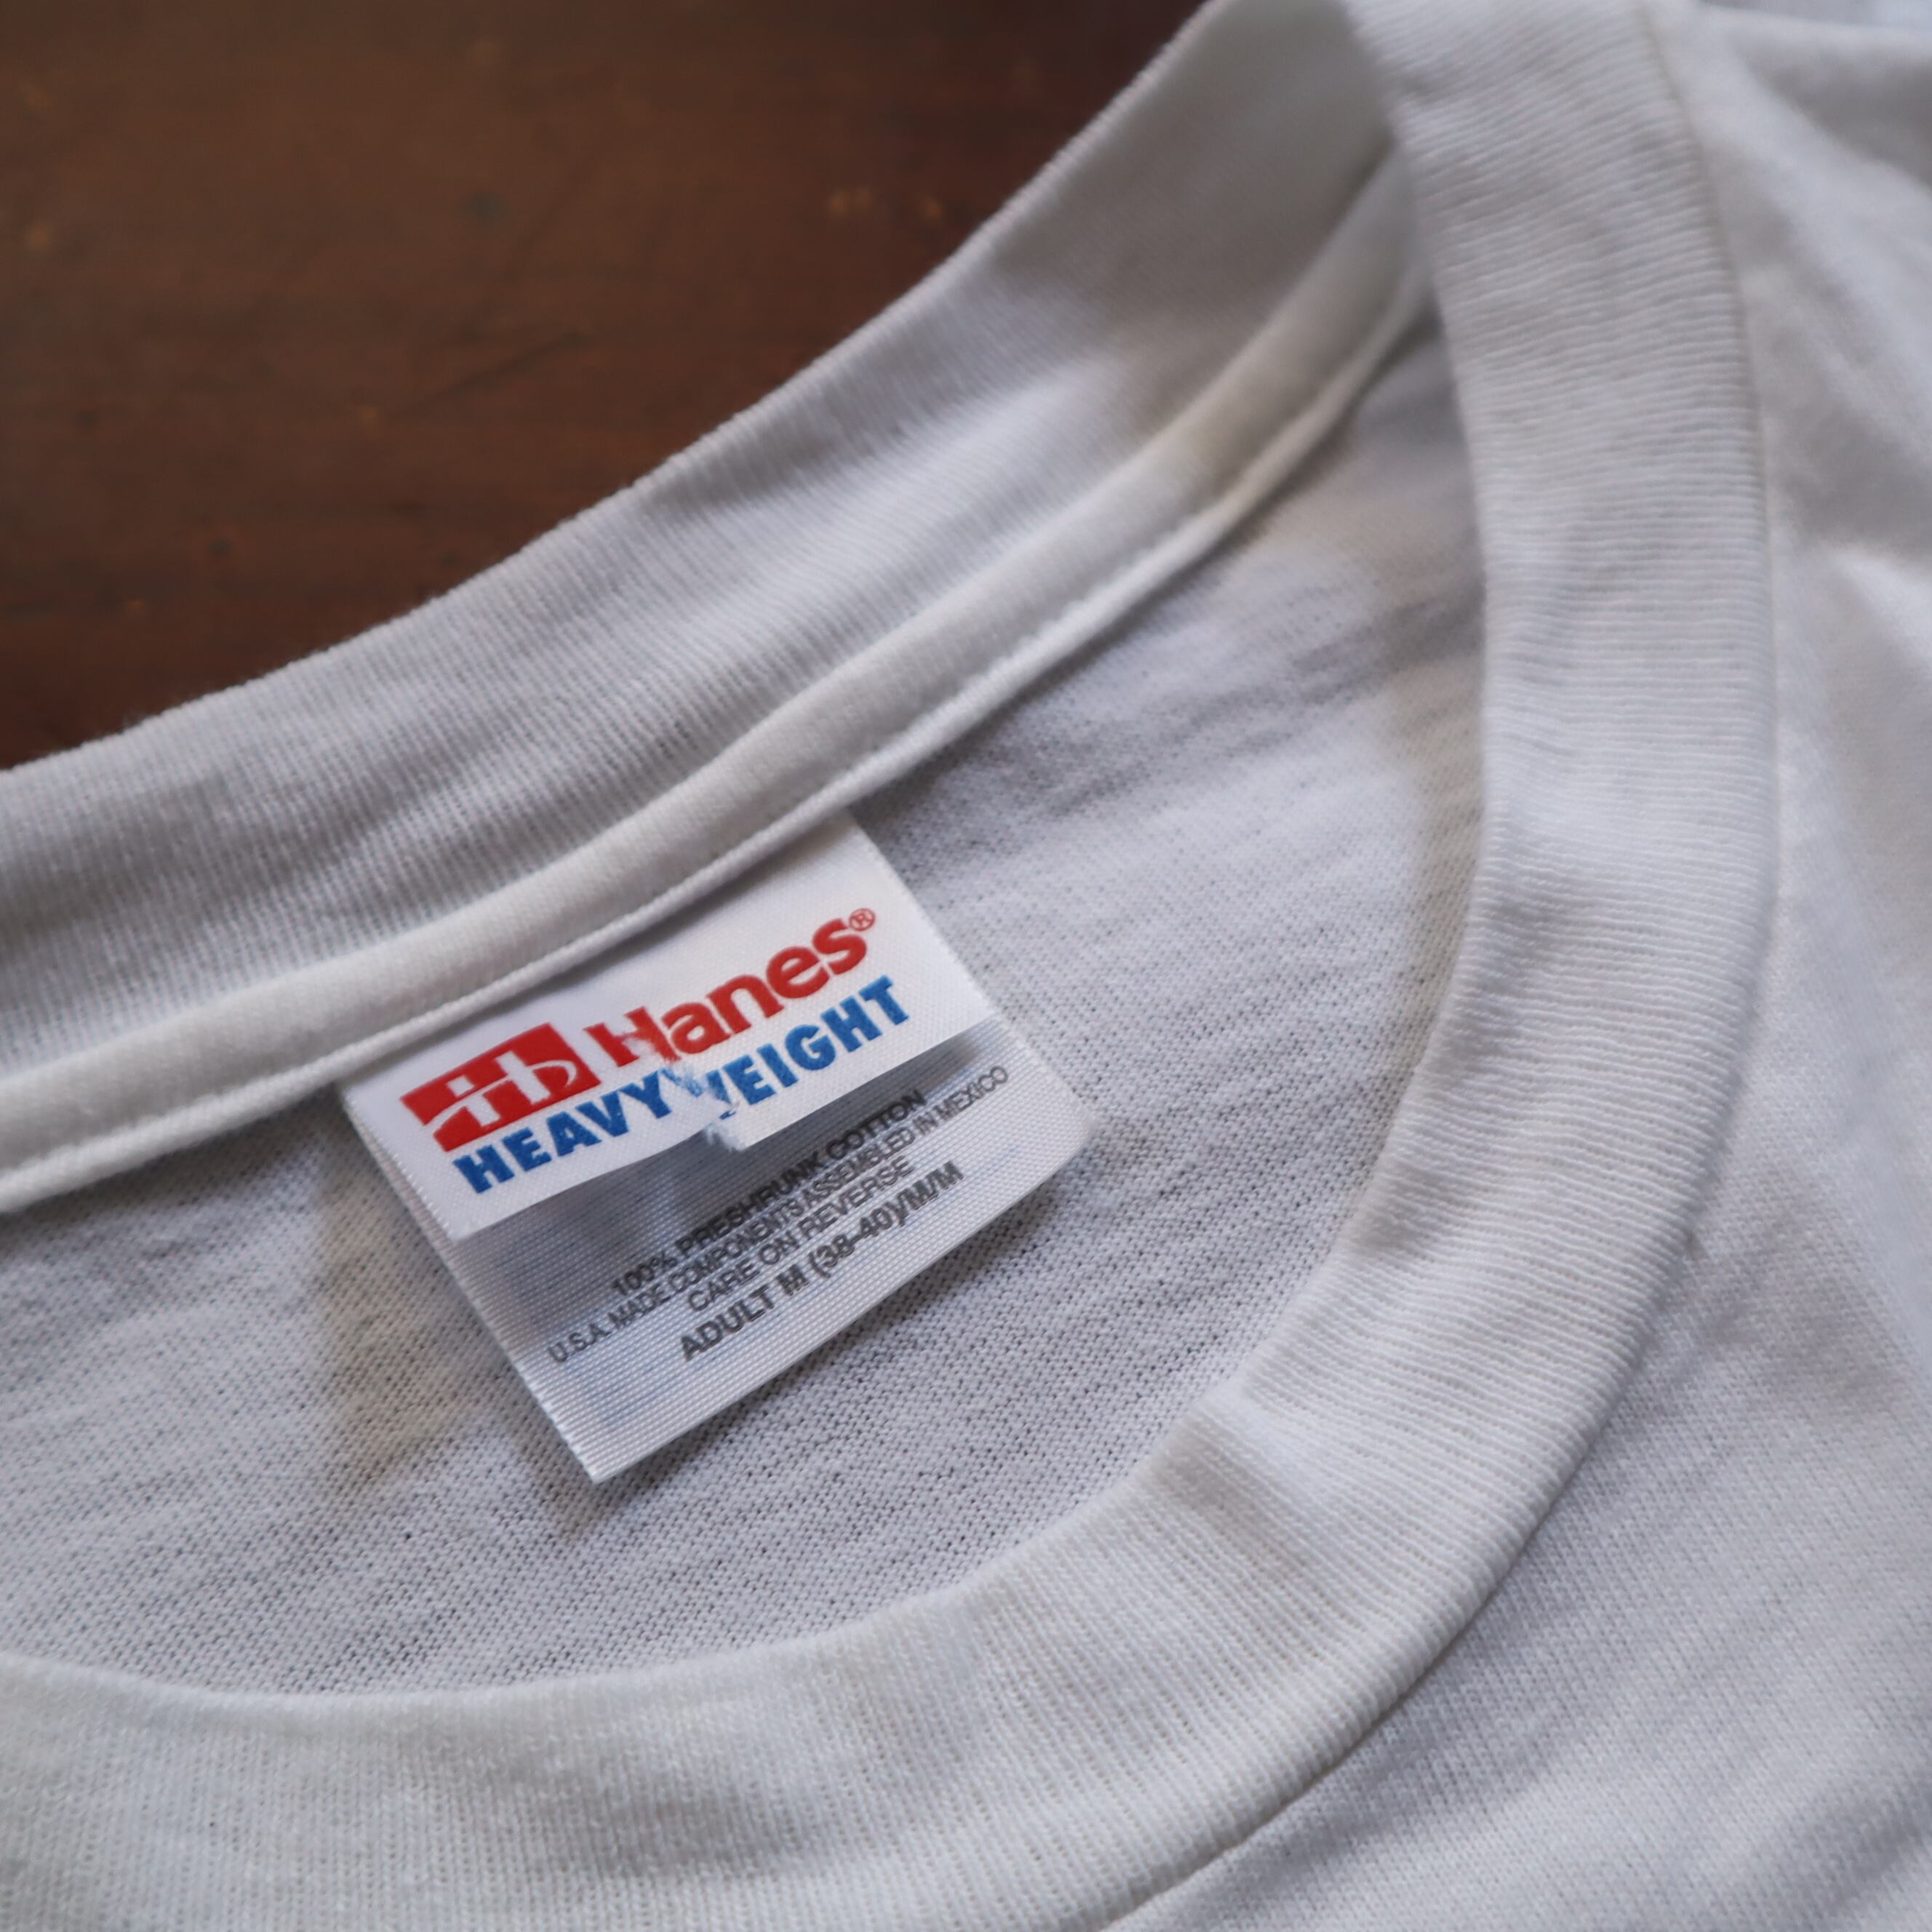 Hanes®
HEAVYWEIGHT
100% PRESHRUNK COTTON
U.S.A. MADE COMPONENTS ASSEMBLED IN MEXICO
CARE ON REVERSE
ADULT M (38-40)/M/M